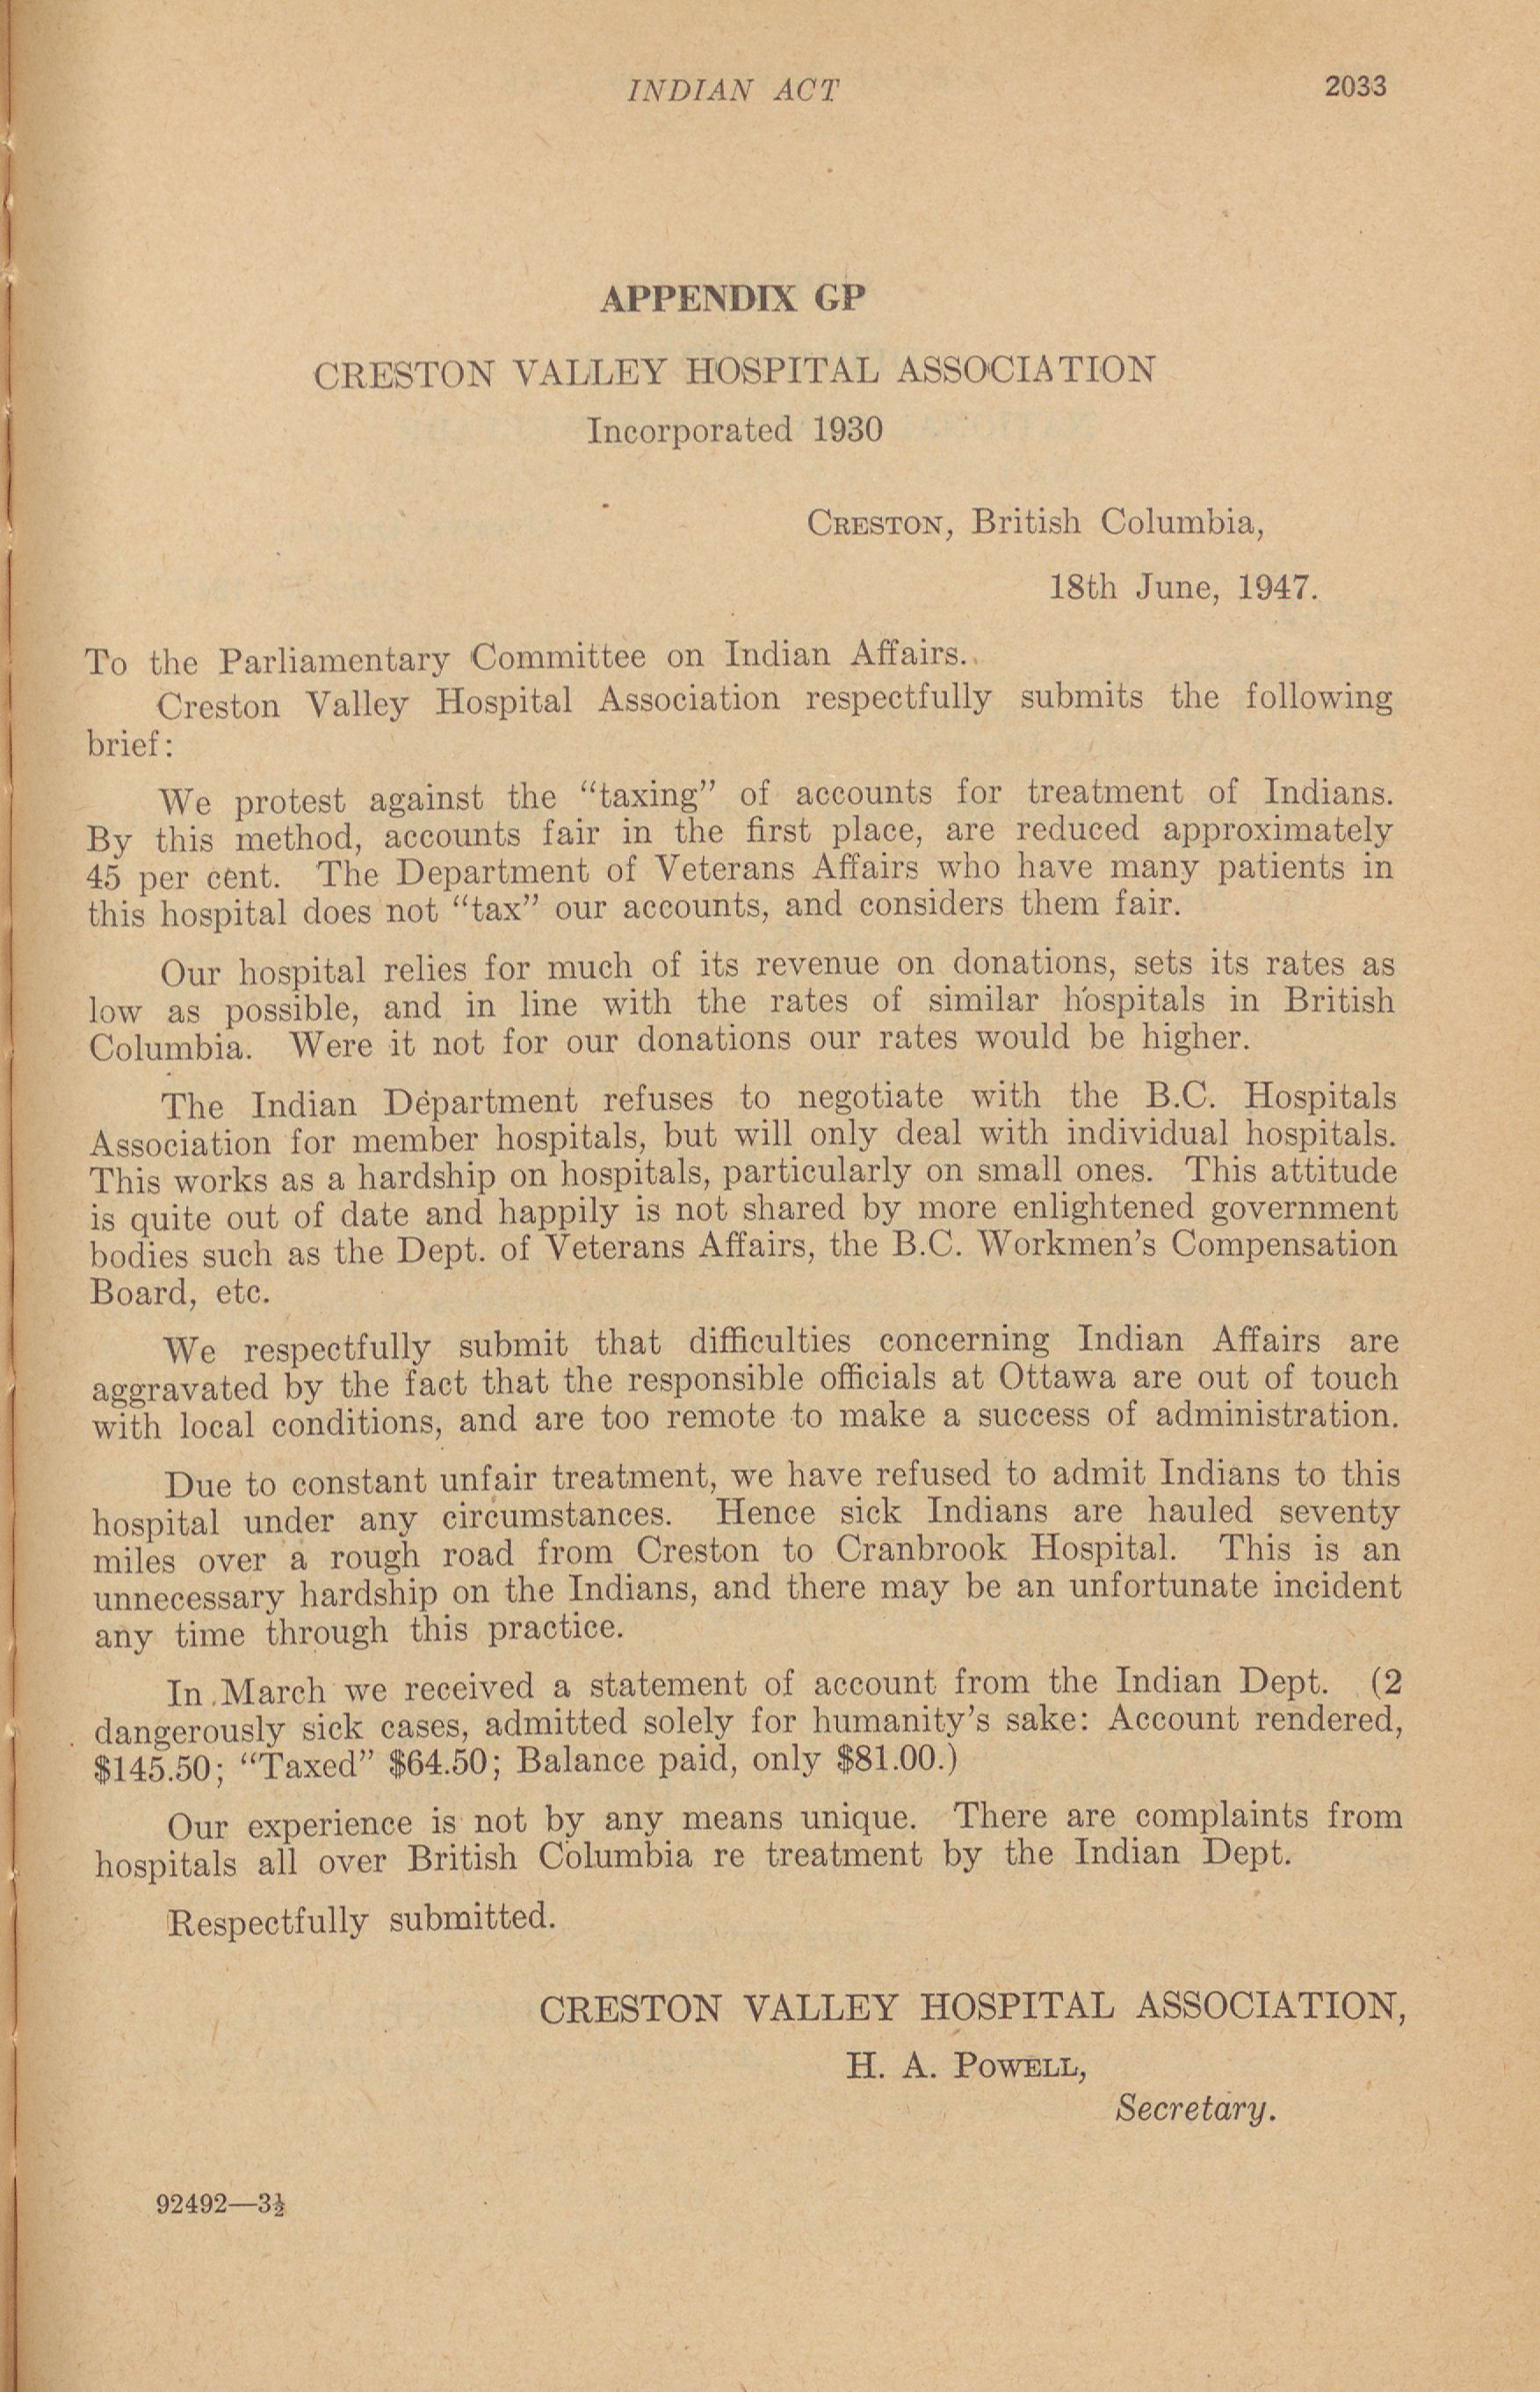 INDIAN ACT 2033
APPENDIX GP
CRESTON VALLEY HOSPITAL ASSOCIATION
Incorporated 1930
CRESTON, British Columbia,
18th June, 1947.
To the Parliamentary Committee on Indian Affairs.
Creston Valley Hospital Association respectfully submits the following
brief:
We protest against the “taxing” of accounts for treatment of Indians.
By this method, accounts fair in the first place, are reduced approximately
45 per cent. The Department of Veterans Affairs who have many patients in
this hospital does not “tax” our accounts, and considers them fair.
Our hospital relies for much of its revenue on donations, sets its rates as
low as possible, and in line with the rates of similar hospitals in British
Columbia. Were it not for our donations our rates would be higher.
The Indian Department refuses to negotiate with the B.C. Hospitals
Association for member hospitals, but will only deal with individual hospitals.
This works as a hardship on hospitals, particularly on small ones. This attitude
is quite out of date and happily is not shared by more enlightened government
bodies such as the Dept. of Veterans Affairs, the B.C. Workmen’s Compensation
Board, etc.
We respectfully submit that difficulties concerning Indian Affairs are
aggravated by the fact that the responsible officials at Ottawa are out of touch
with local conditions, and are too remote to make a success of administration.
Due to constant unfair treatment, we have refused to admit Indians to this
hospital under any circumstances. Hence sick Indians are hauled seventy
miles over a rough road from Creston to Cranbrook Hospital. This is an
unnecessary hardship on the Indians, and there may be an unfortunate incident
any time through this practice.
In March we received a statement of account from the Indian Dept. (2
dangerously sick cases, admitted solely for humanity’s sake: Account rendered,
$145.50; “Taxed” $64.50; Balance paid, only $81.00.)
Our experience is not by any means unique. There are complaints from
hospitals all over British Columbia re treatment by the Indian Dept.
Respectfully submitted.
CRESTON VALLEY HOSPITAL ASSOCIATION,
H. A. POWELL,
Secretary.
92492—3½